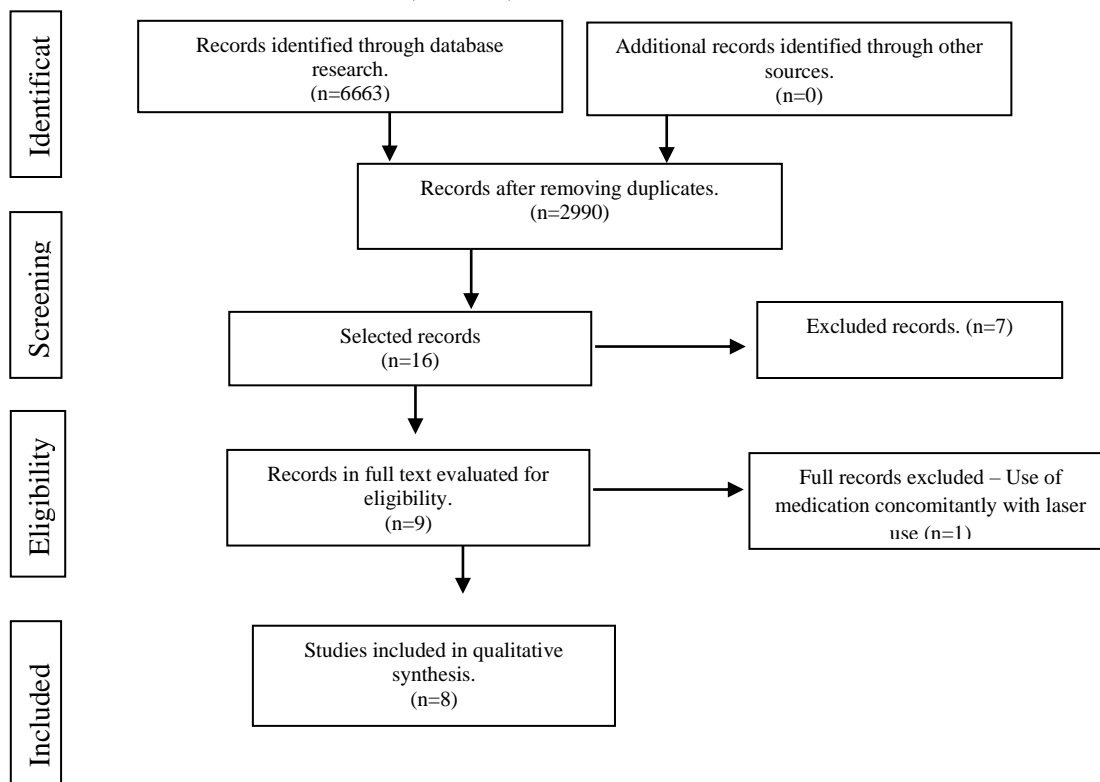 Identificat
Records identified through database
research.
(n=6663)
Additional records identified through other
sources.
(n=0)
Records after removing duplicates.
(n=2990)
Screening
Selected records
(n=16)
Excluded records. (n=7)
Eligibility
Records in full text evaluated for
eligibility.
(n=9)
Full records excluded – Use of
medication concomitantly with laser
use (n=1)
Included
Studies included in qualitative
synthesis.
(n=8)